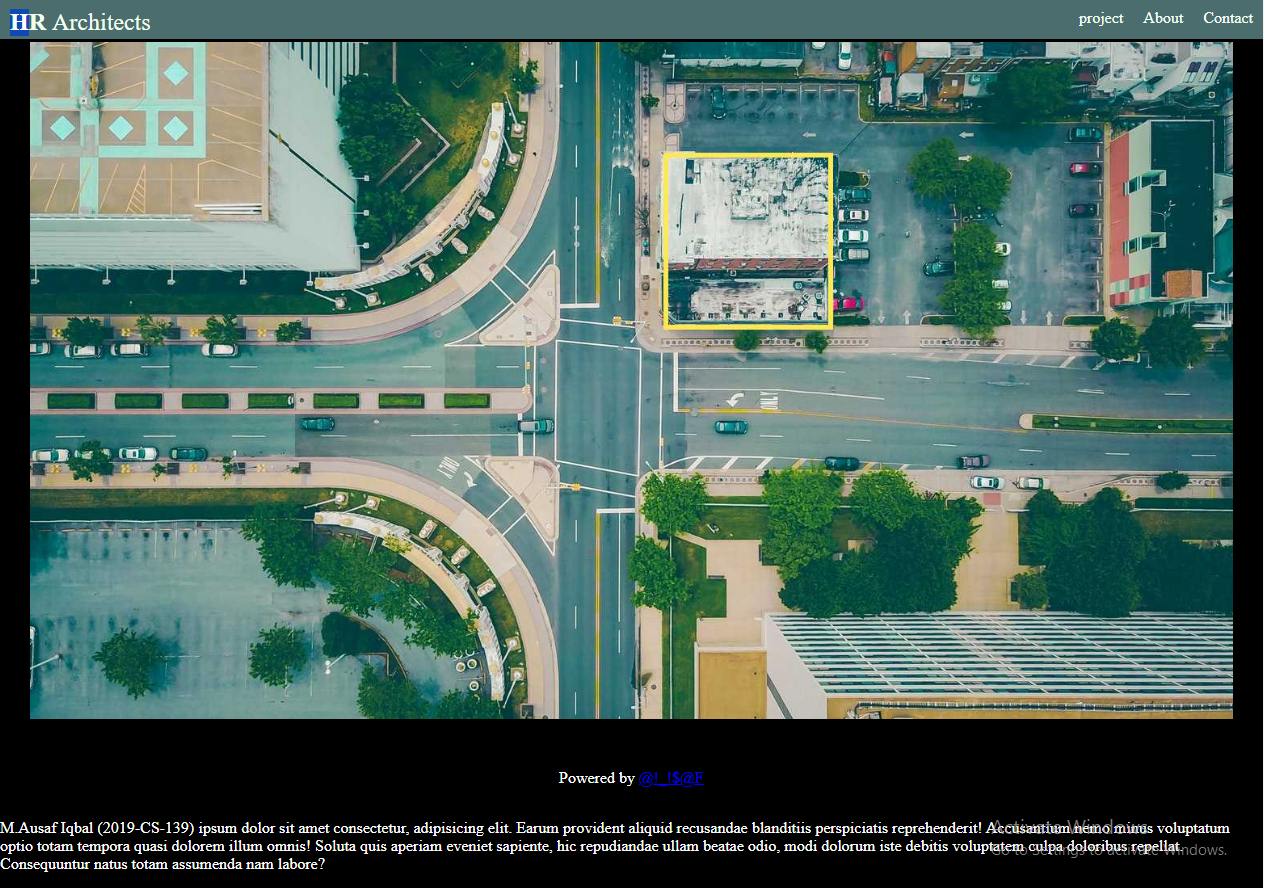 HR Architects
project About Contact
ONLY
ONLY
Powered by @!_!$@F
M.Ausaf Iqbal (2019-CS-139) ipsum dolor sit amet consectetur, adipisicing elit. Earum provident aliquid recusandae blanditiis perspiciatis reprehenderit! Accusantium nemo minus voluptatum
optio totam tempora quasi dolorem illum omnis! Soluta quis aperiam eveniet sapiente, hic repudiandae ullam beatae odio, modi dolorum iste debitis voluptatem culpa doloribus repellat.
Consequuntur natus totam assumenda nam labore?
Activate Windows
Go to Settings to activate Windows.